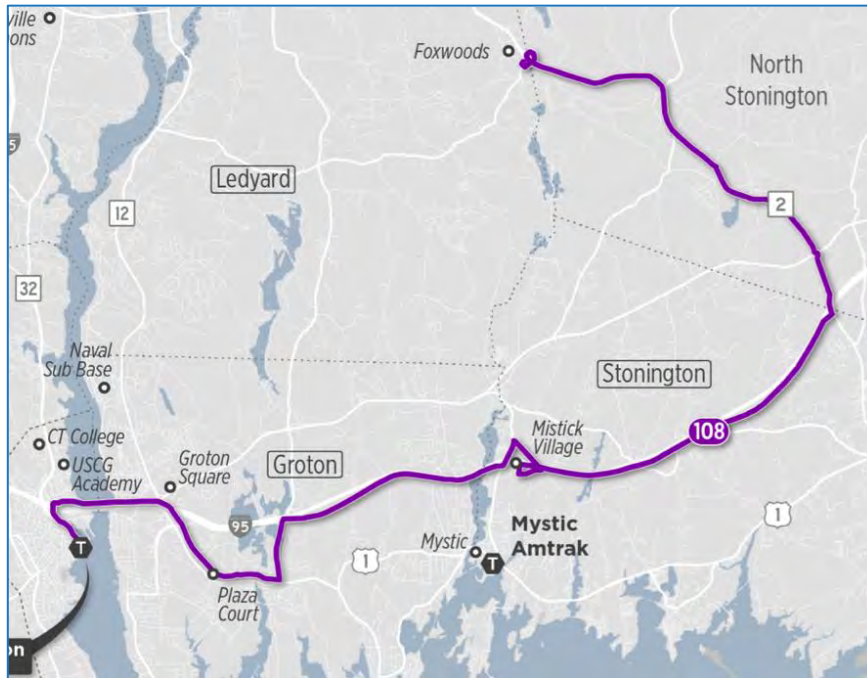 ville
ons
Foxwoods
North
Stonington
Ledyard
12
2
32
Naval
Sub Base
Stonington
108
CT College
USCG
Academy
Groton
Square
Groton
Mistick
Village
95
Mystic
Amtrak
Mystic
T
T
1
1
Plaza
Court
on